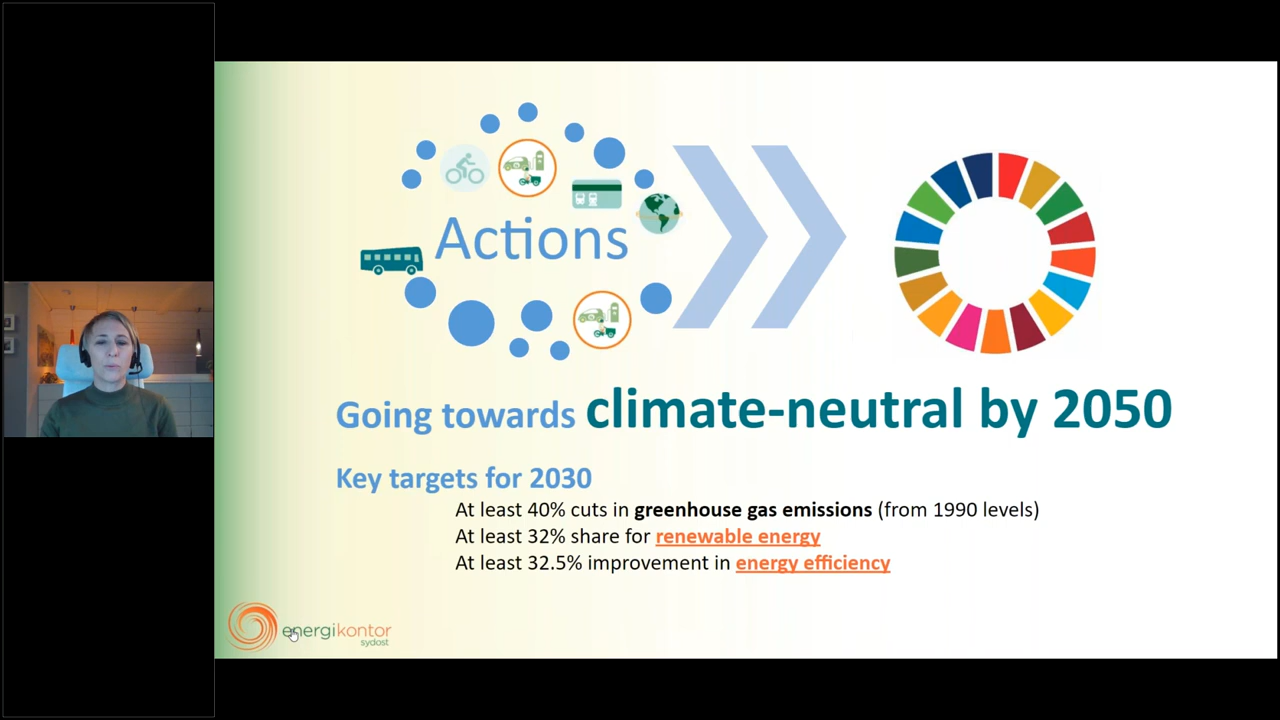 Actions
Going towards climate-neutral by 2050
Key targets for 2030
At least 40% cuts in greenhouse gas emissions (from 1990 levels)
At least 32% share for renewable energy
At least 32.5% improvement in energy efficiency
energikontor
sydost